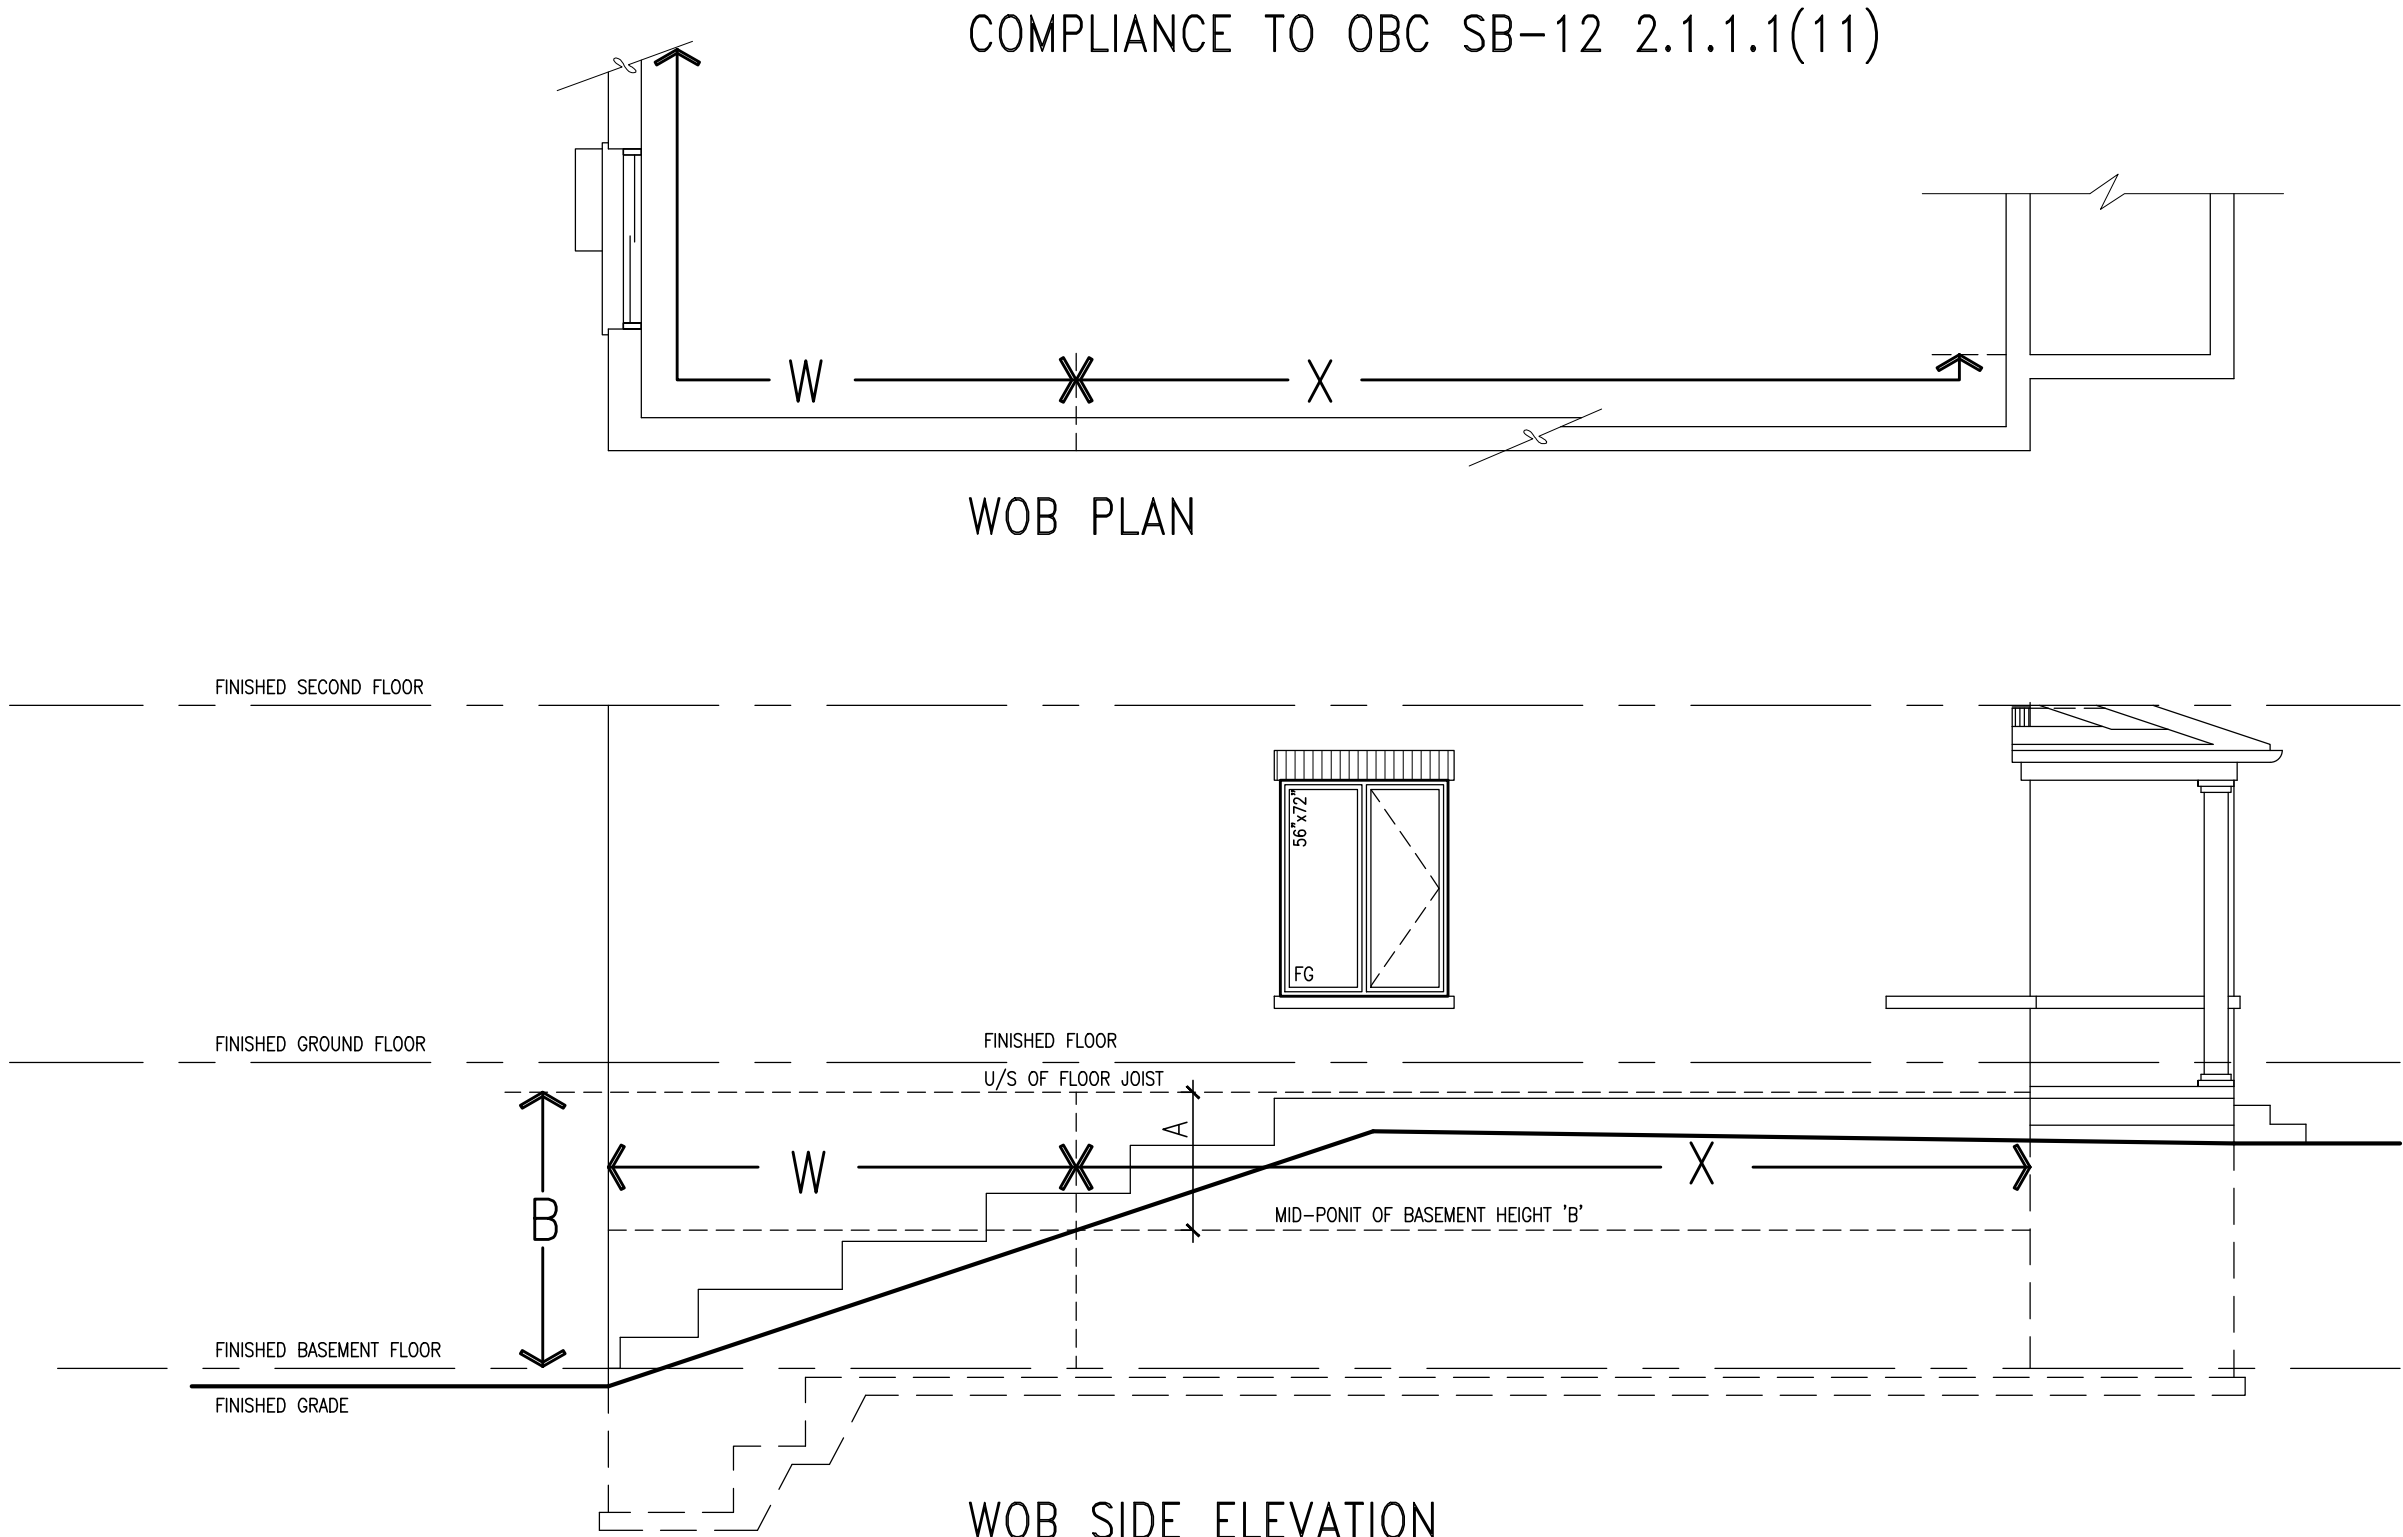 COMPLIANCE TO OBC SB-12 2.1.1.1(11)
W X
WOB PLAN
FINISHED SECOND FLOOR
56"x72"
FG
FINISHED GROUND FLOOR
FINISHED FLOOR
U/S OF FLOOR JOIST
A
W X
B
MID-PONIT OF BASEMENT HEIGHT 'B'
FINISHED BASEMENT FLOOR
FINISHED GRADE
WOB SIDE ELEVATION